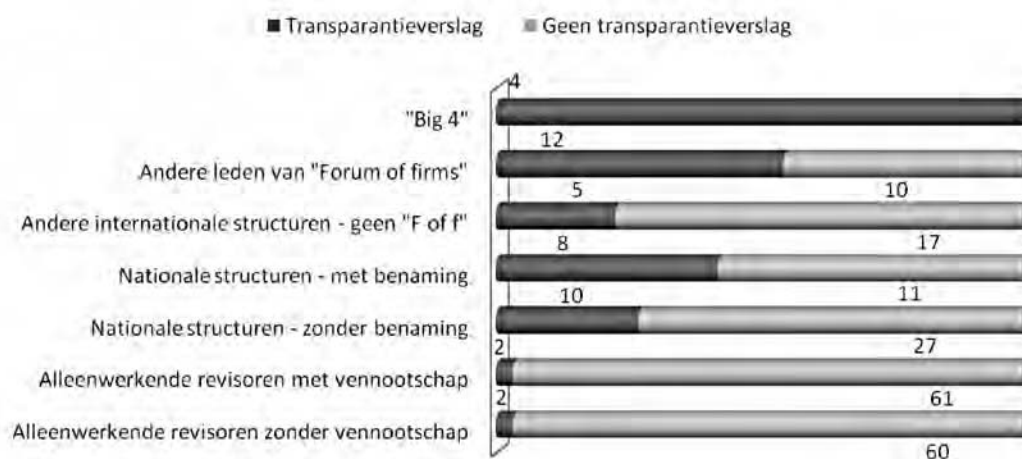 Transparantieverslag Geen transparantieverslag
4
"Big 4"
12
Andere leden van "Forum of firms"
5 10
Andere internationale structuren - geen "F of f"
8 17
Nationale structuren - met benaming
10 11
Nationale structuren - zonder benaming
2 27
Alleenwerkende revisoren met vennootschap
2 61
Alleenwerkende revisoren zonder vennootschap
60